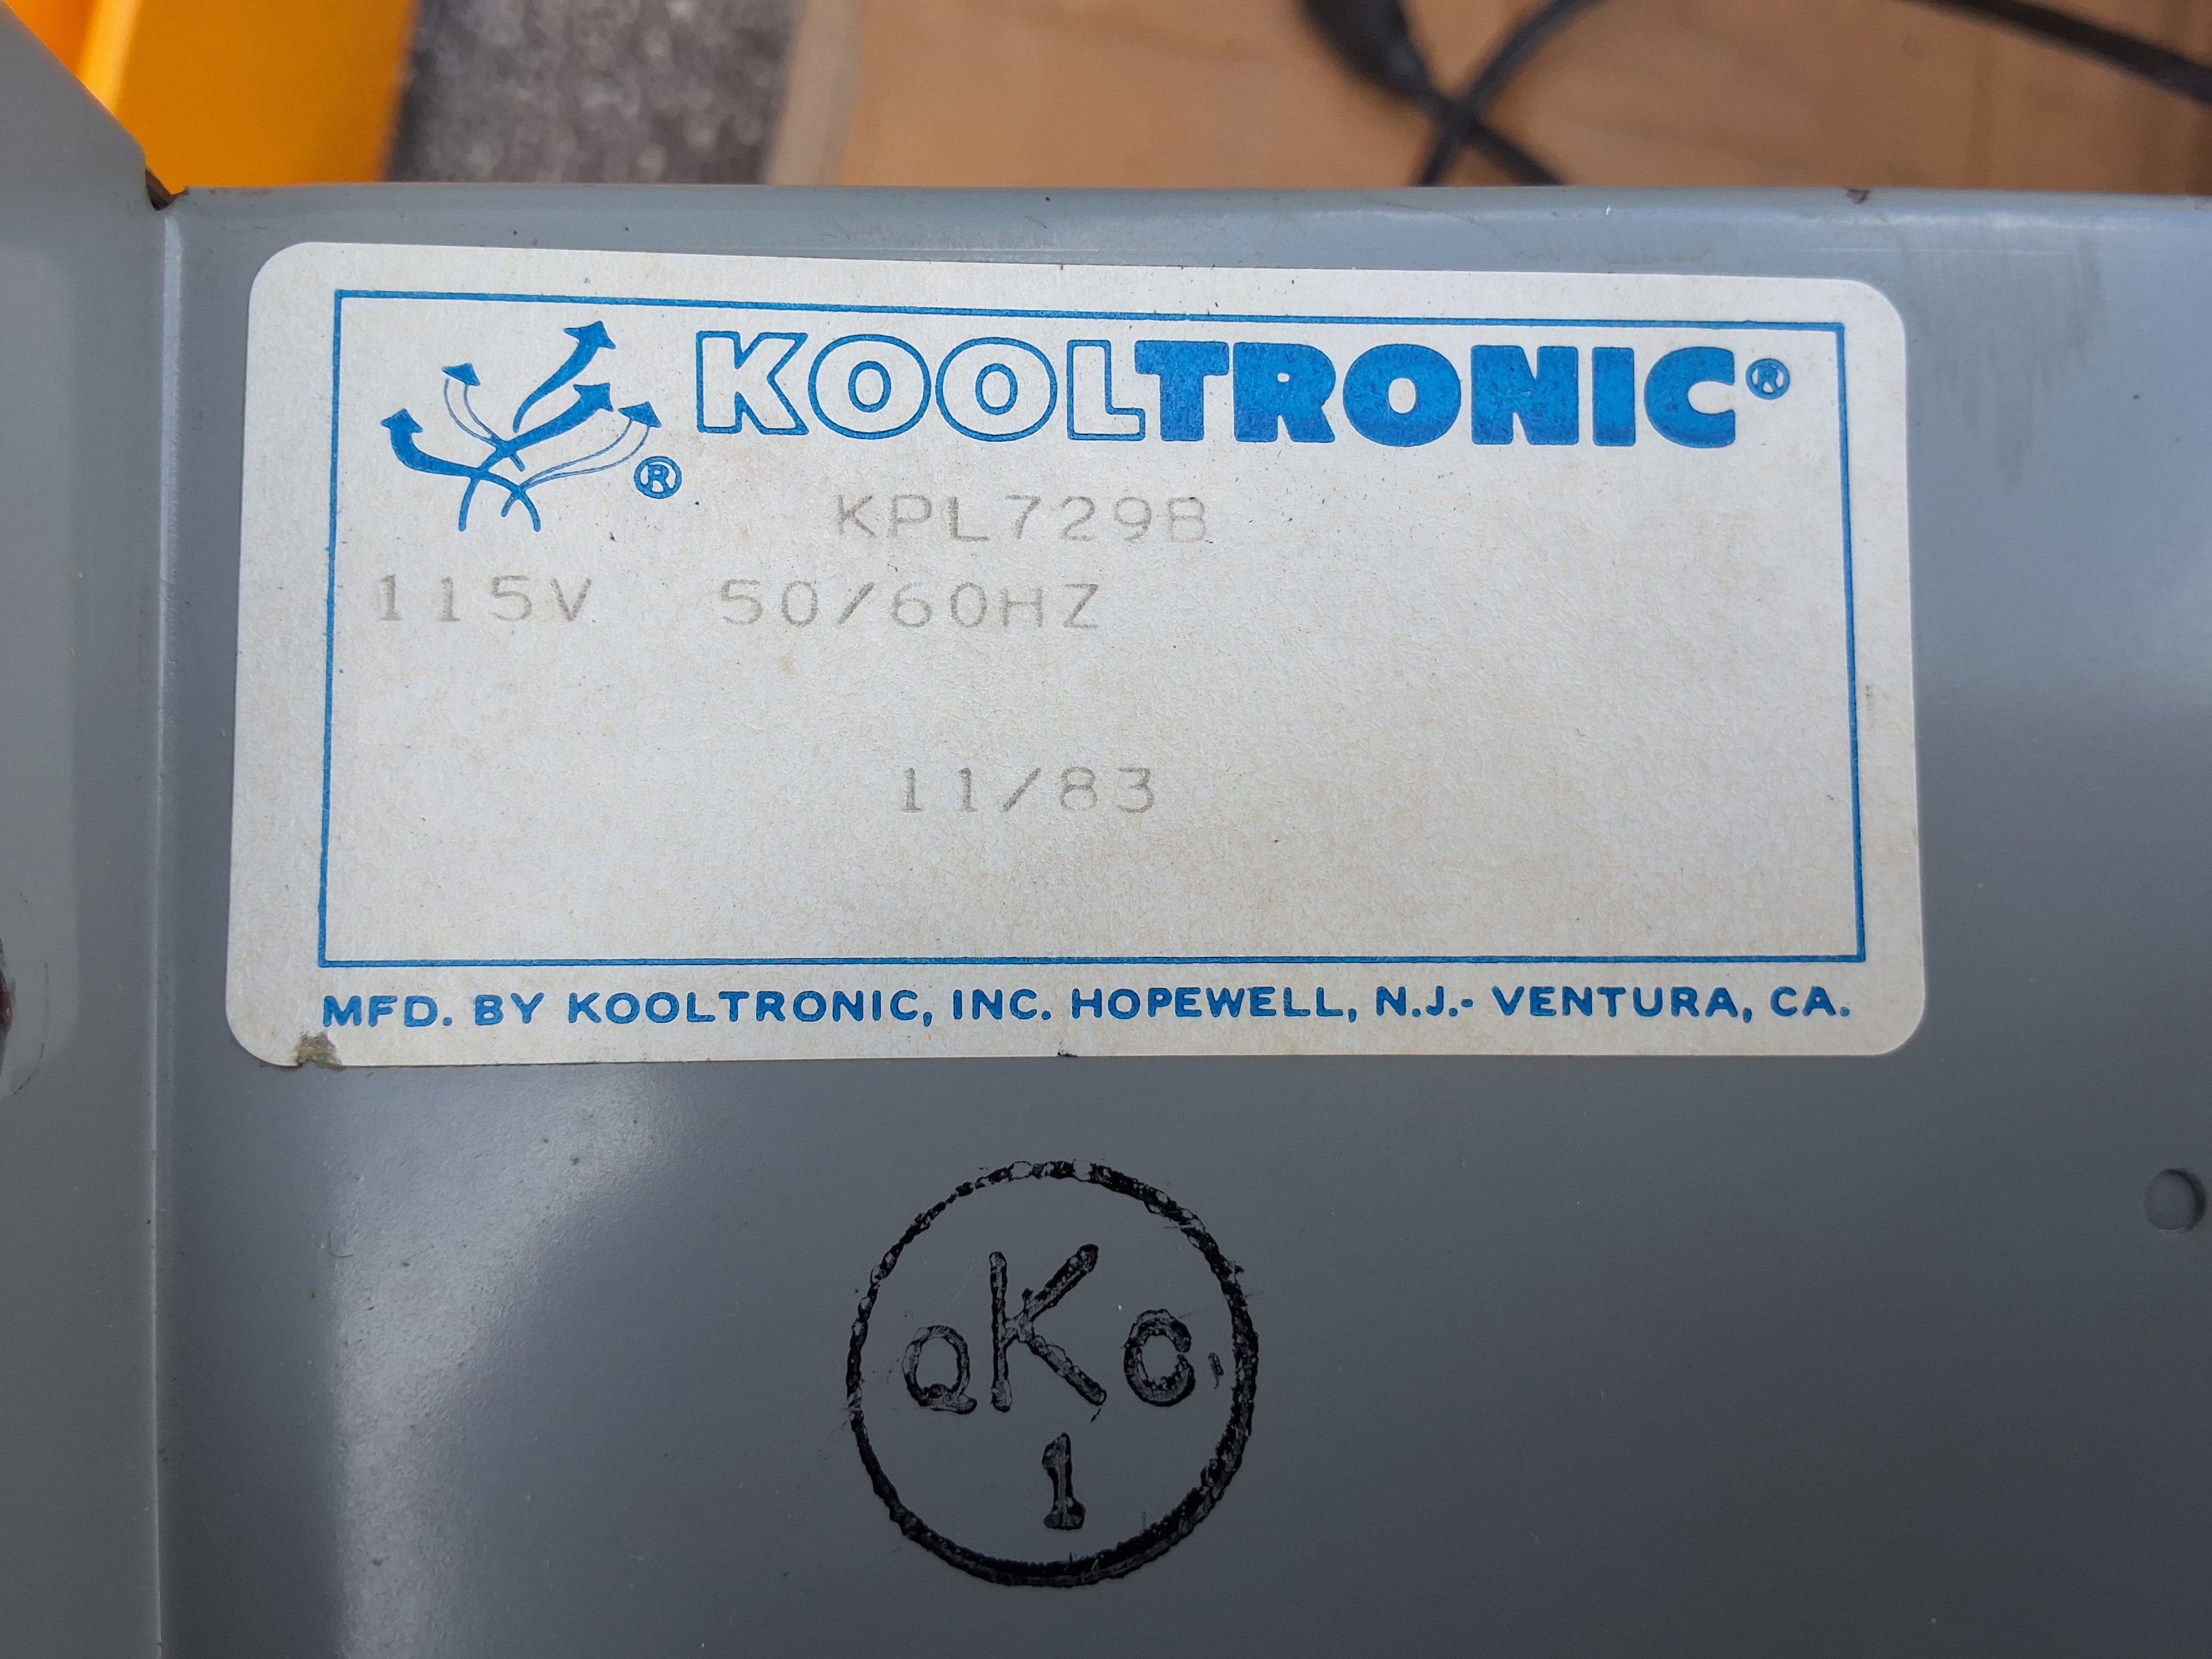 KOOLTRONIC®
®
KPL729B
115V 50/60HZ
11/83
MFD. BY KOOLTRONIC, INC. HOPEWELL, N.J.- VENTURA, CA.
QKC
1